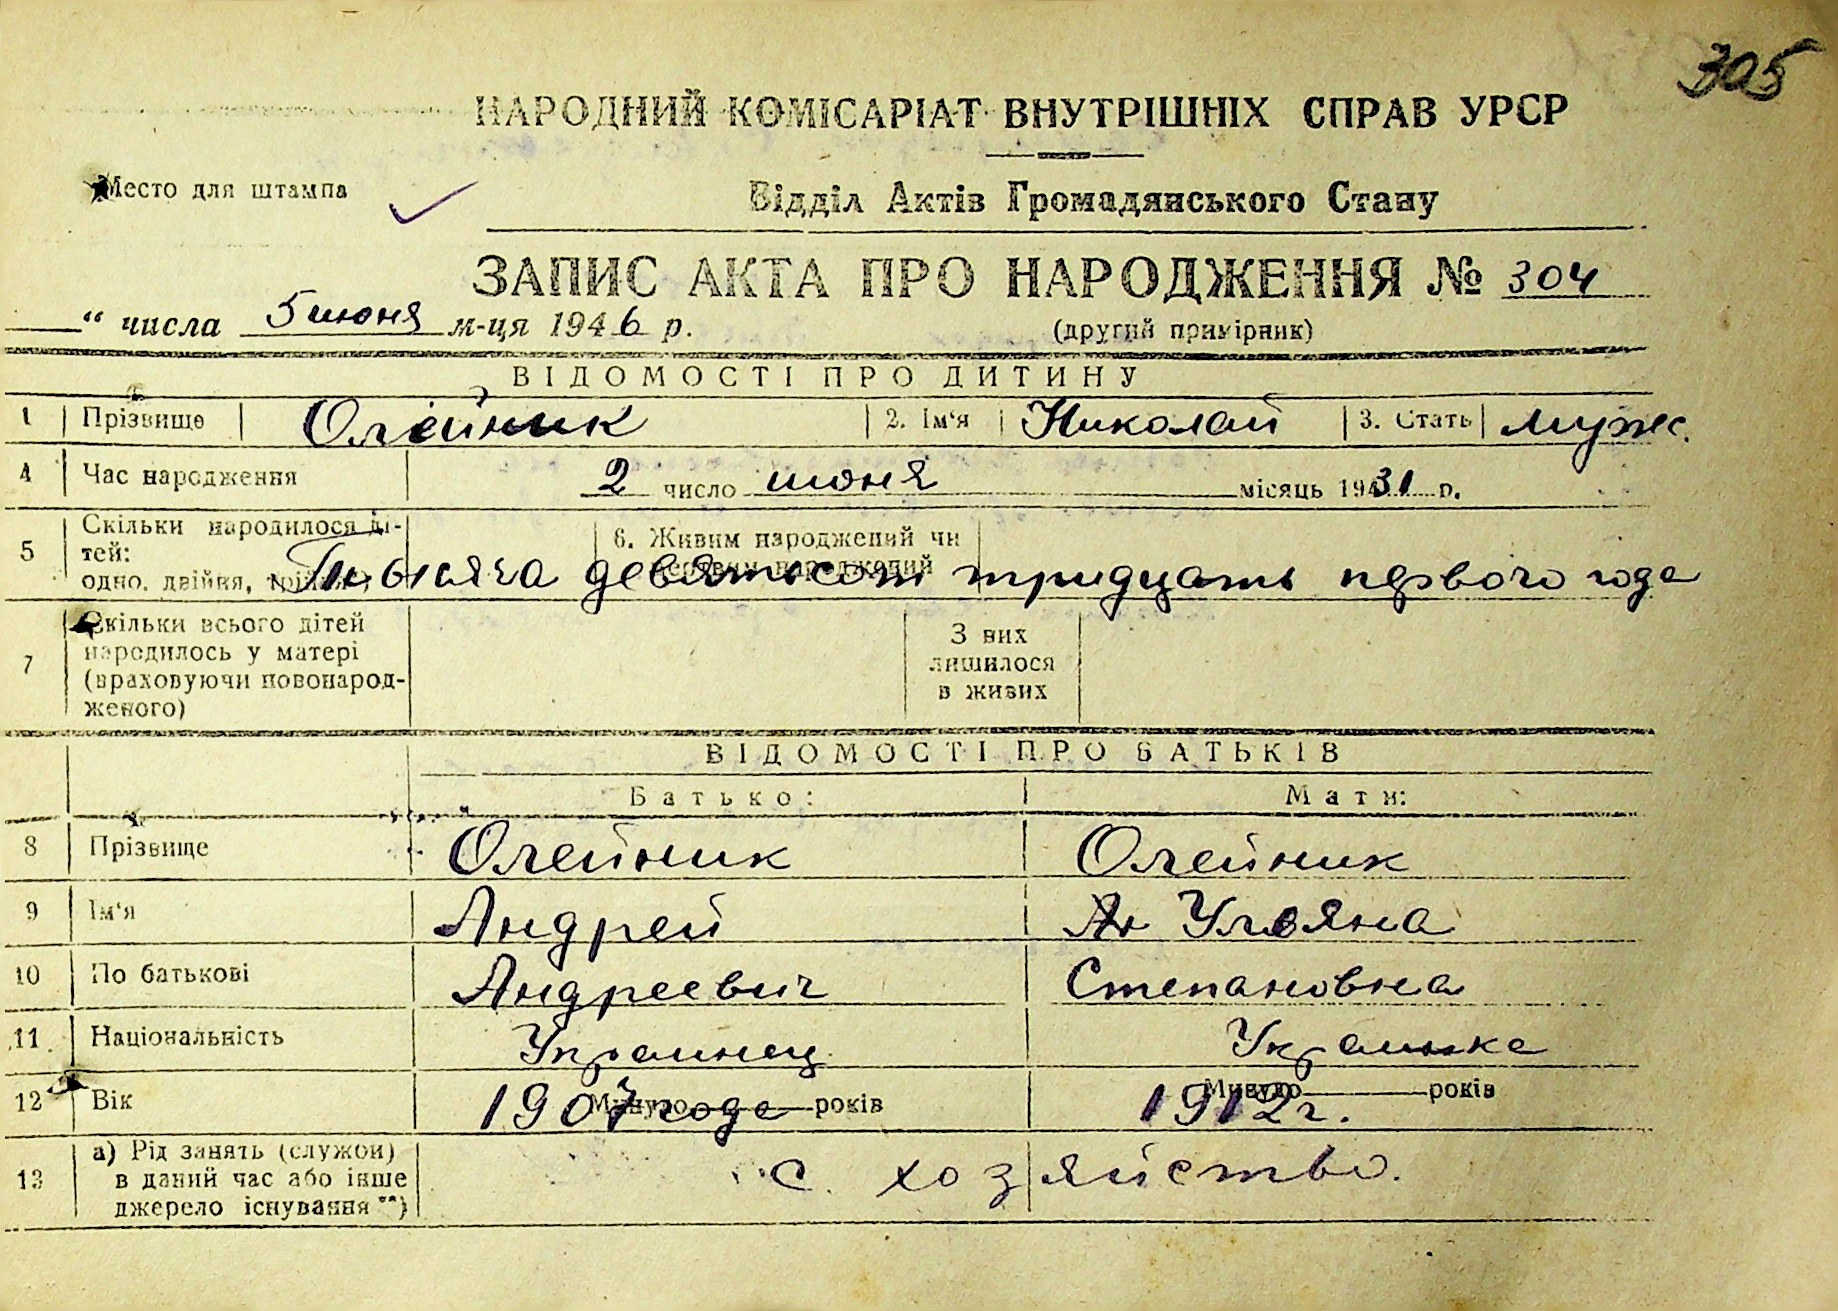 305
НАРОДНИЙ КОМІСАРІАТ ВНУТРІШНІХ СПРАВ УРСР
Место для штампа
Відділ Актів Громадянського Стану
ЗАПИС АКТА ПРО НАРОДЖЕННЯ № 304
“ числа 5 июня м-ця 1946 р.
(другий примірник)
ВІДОМОСТІ ПРО ДИТИНУ
1 Прізвище Олейник 2. Ім'я Николай 3. Стать муж.
4 Час народження 2 число июня місяць 1931 р.
5 Скільки народилося ді-
тей:
одно, двійня, трійня
6. Живим народжений чи
мертвим народжений
Тысяча девятьсот тридцать первого года
7 Скільки всього дітей
народилось у матері
(враховуючи новонарод-
женого)
З них
лишилося
в живих
ВІДОМОСТІ ПРО БАТЬКІВ
Батько: Мати:
8 Прізвище Олейник Олейник
9 Ім'я Андрей Ульяна
10 По батькові Андреевич Степановна
11 Національність Украинец Украинка
12 Вік Минуло років 1907 года Минуло років 1912 г.
13 а) Рід занять (служби)
в даний час або інше
джерело існування **)
с. хозяйство.